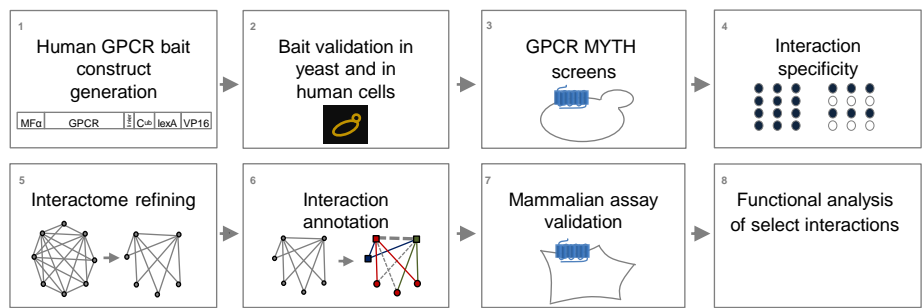 1
Human GPCR bait
construct
generation
MFα GPCR linker Cub lexA VP16
2
Bait validation in
yeast and in
human cells
3
GPCR MYTH
screens
4
Interaction
specificity
5
Interactome refining
6
Interaction
annotation
7
Mammalian assay
validation
8
Functional analysis
of select interactions